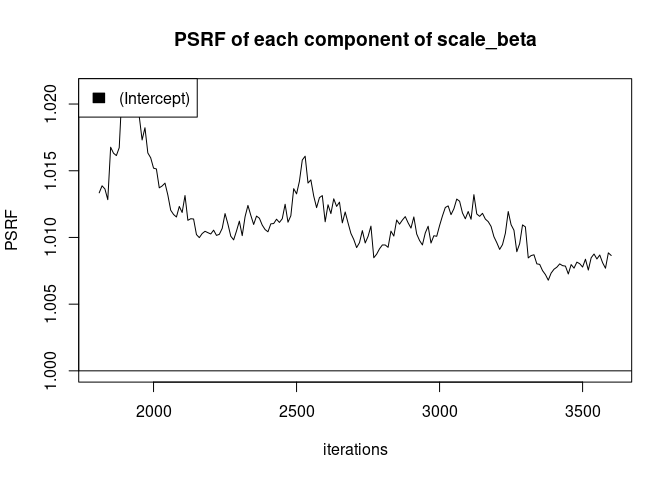 PSRF of each component of scale_beta
(Intercept)
PSRF
1.020
1.015
1.010
1.005
1.000
2000 2500 3000 3500
iterations